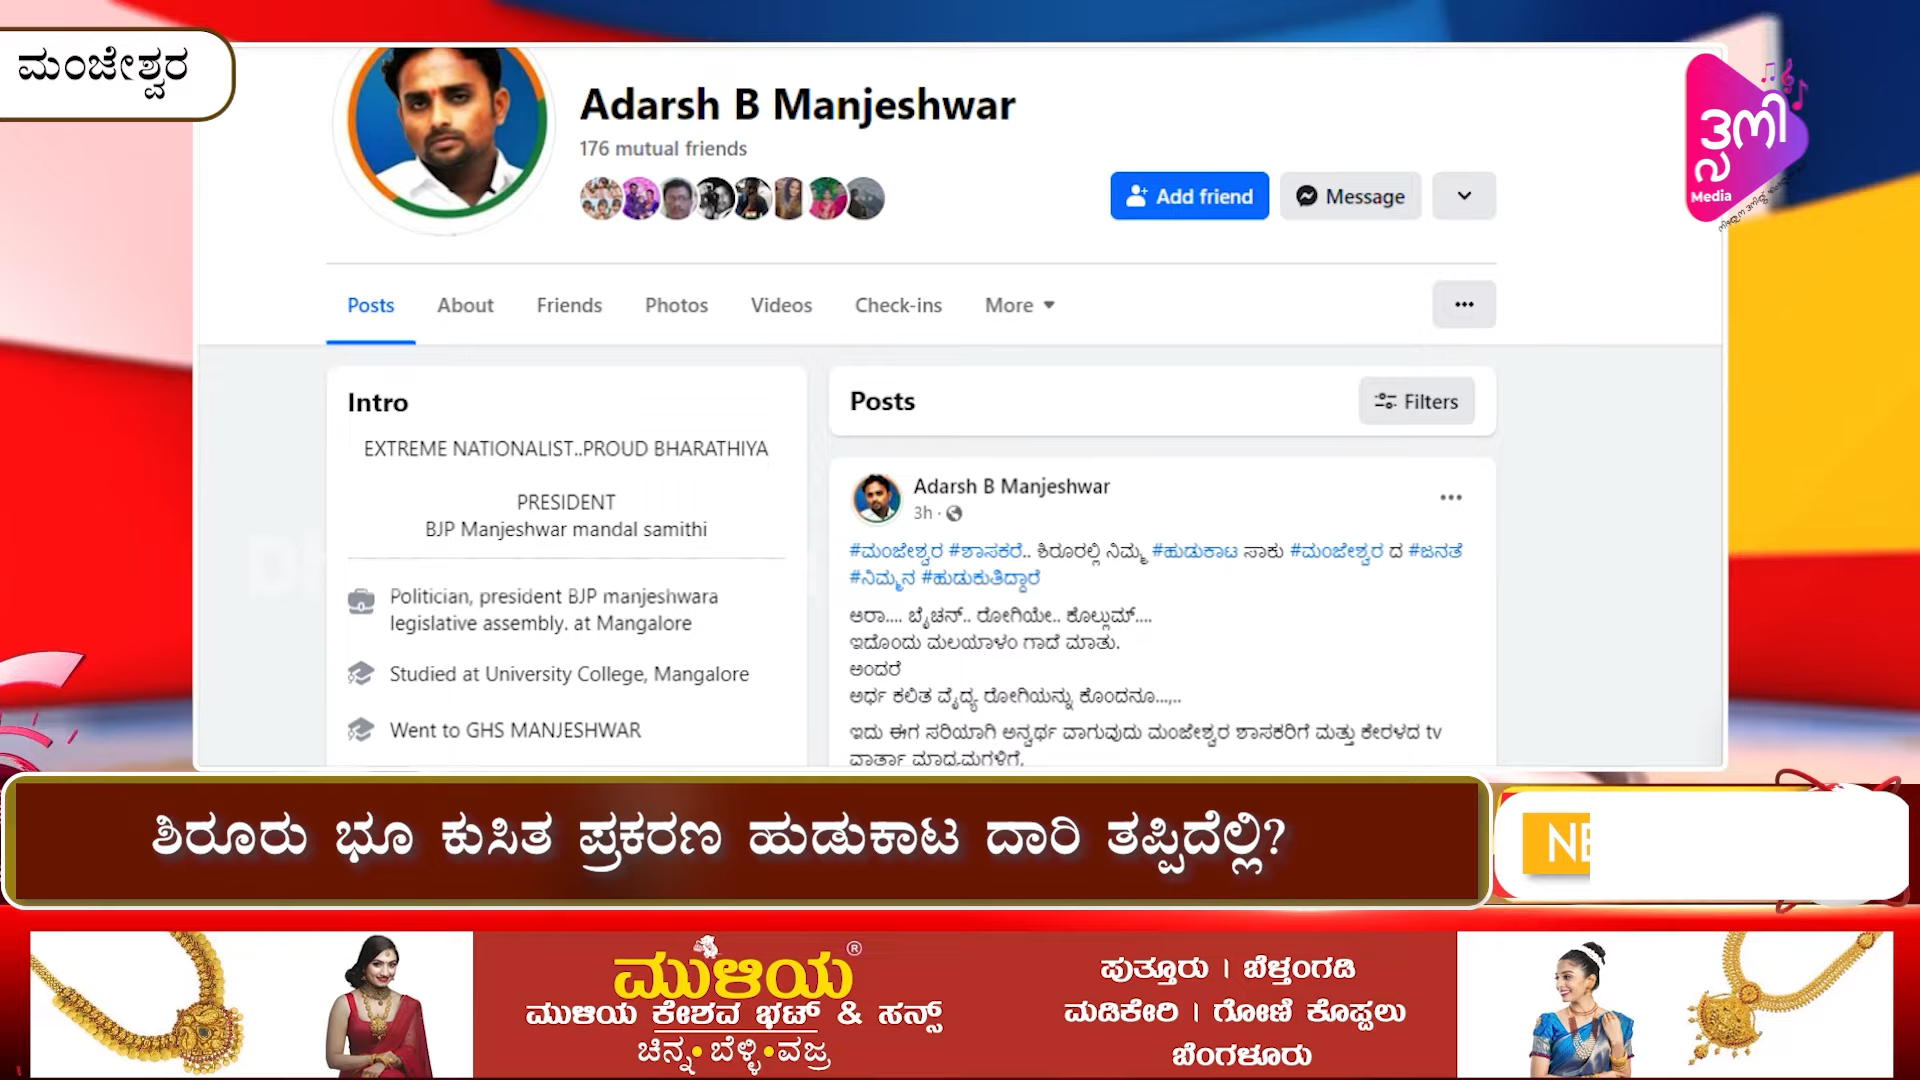 ಮಂಜೇಶ್ವರ
Adarsh B Manjeshwar
176 mutual friends
Add friend
Message
ಧ್ವನಿ
Media
Posts
About
Friends
Photos
Videos
Check-ins
More
Intro
EXTREME NATIONALIST..PROUD BHARATHIYA
PRESIDENT
BJP Manjeshwar mandal samithi
Politician, president BJP manjeshwara
legislative assembly. at Mangalore
Studied at University College, Mangalore
Went to GHS MANJESHWAR
Posts
Filters
Adarsh B Manjeshwar
3h ·
#ಮಂಜೇಶ್ವರ #ಶಾಸಕರೆ.. ಶಿರೂರಲ್ಲಿ ನಿಮ್ಮ #ಹುಡುಕಾಟ ಸಾಕು #ಮಂಜೇಶ್ವರ ದ #ಜನತೆ
#ನಿಮ್ಮನ #ಹುಡುಕುತಿದ್ದಾರೆ
ಅರಾ.... ಬೈಚನ್.. ರೋಗಿಯೇ.. ಕೊಲ್ಲುಮ್....
ಇದೊಂದು ಮಲಯಾಳಂ ಗಾದೆ ಮಾತು.
ಅಂದರೆ
ಅರ್ಧ ಕಲಿತ ವೈದ್ಯ ರೋಗಿಯನ್ನು ಕೊಂದನೂ...,..
ಇದು ಈಗ ಸರಿಯಾಗಿ ಅನ್ವರ್ಥ ವಾಗುವುದು ಮಂಜೇಶ್ವರ ಶಾಸಕರಿಗೆ ಮತ್ತು ಕೇರಳದ tv
ವಾರ್ತಾ ಮಾಧ್ಯಮಗಳಿಗೆ,
ಶಿರೂರು ಭೂ ಕುಸಿತ ಪ್ರಕರಣ ಹುಡುಕಾಟ ದಾರಿ ತಪ್ಪಿದೆಲ್ಲಿ?
NE
ಮುಳಿಯ ®
ಮುಳಿಯ ಕೇಶವ ಭಟ್ & ಸನ್ಸ್
ಚಿನ್ನ•ಬೆಳ್ಳಿ•ವಜ್ರ
ಪುತ್ತೂರು | ಬೆಳ್ತಂಗಡಿ
ಮಡಿಕೇರಿ | ಗೋಣಿ ಕೊಪ್ಪಲು
ಬೆಂಗಳೂರು